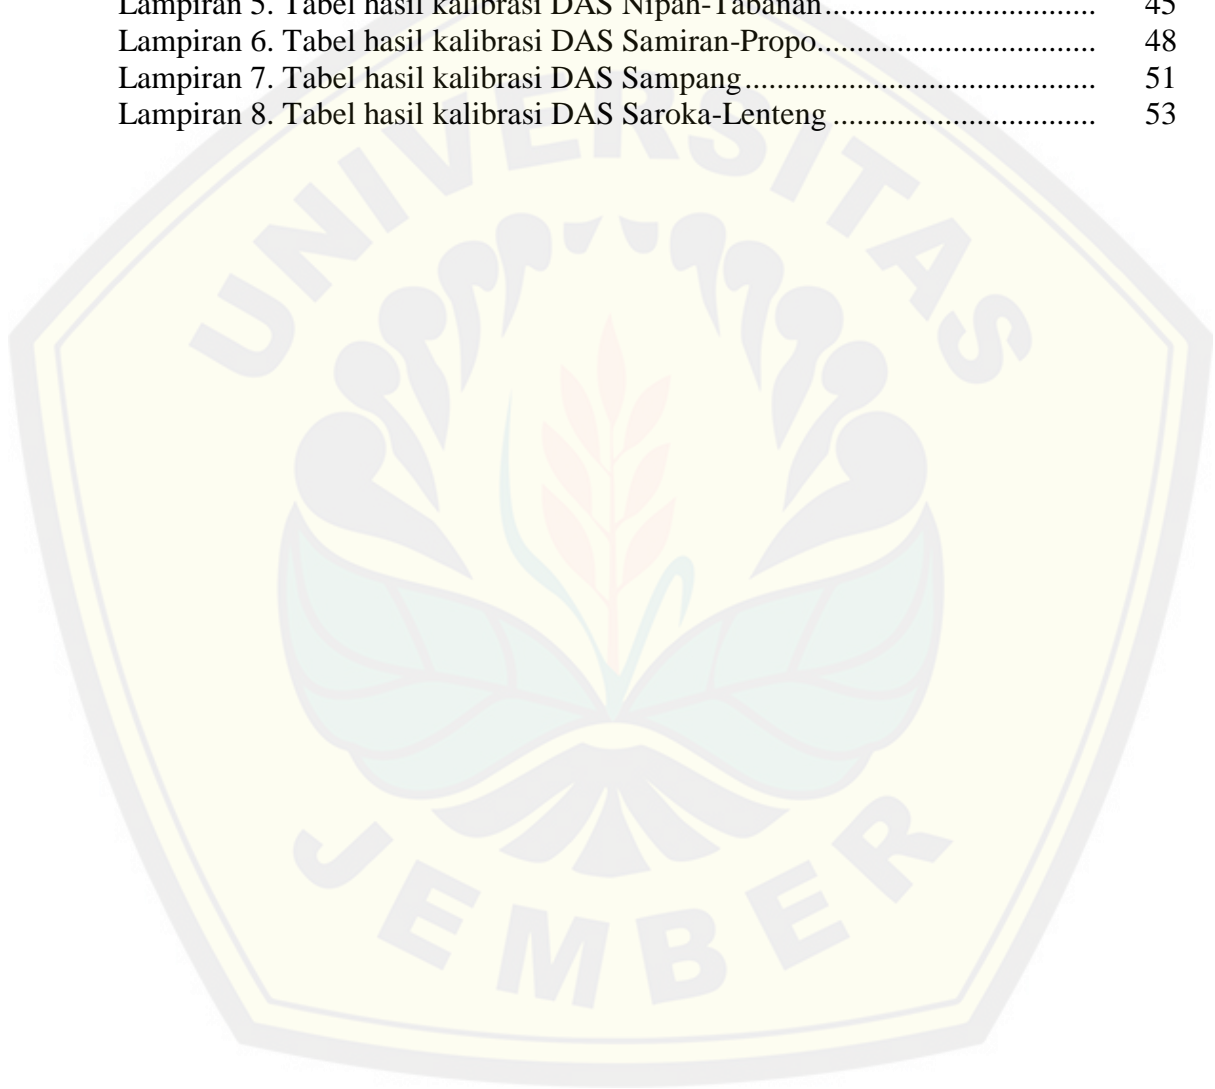 Lampiran 5. Tabel hasil kalibrasi DAS Nipah-Tabanan.................................. 45
Lampiran 6. Tabel hasil kalibrasi DAS Samiran-Propo................................... 48
Lampiran 7. Tabel hasil kalibrasi DAS Sampang............................................ 51
Lampiran 8. Tabel hasil kalibrasi DAS Saroka-Lenteng ................................. 53
UNIVERSITAS
JEMBER